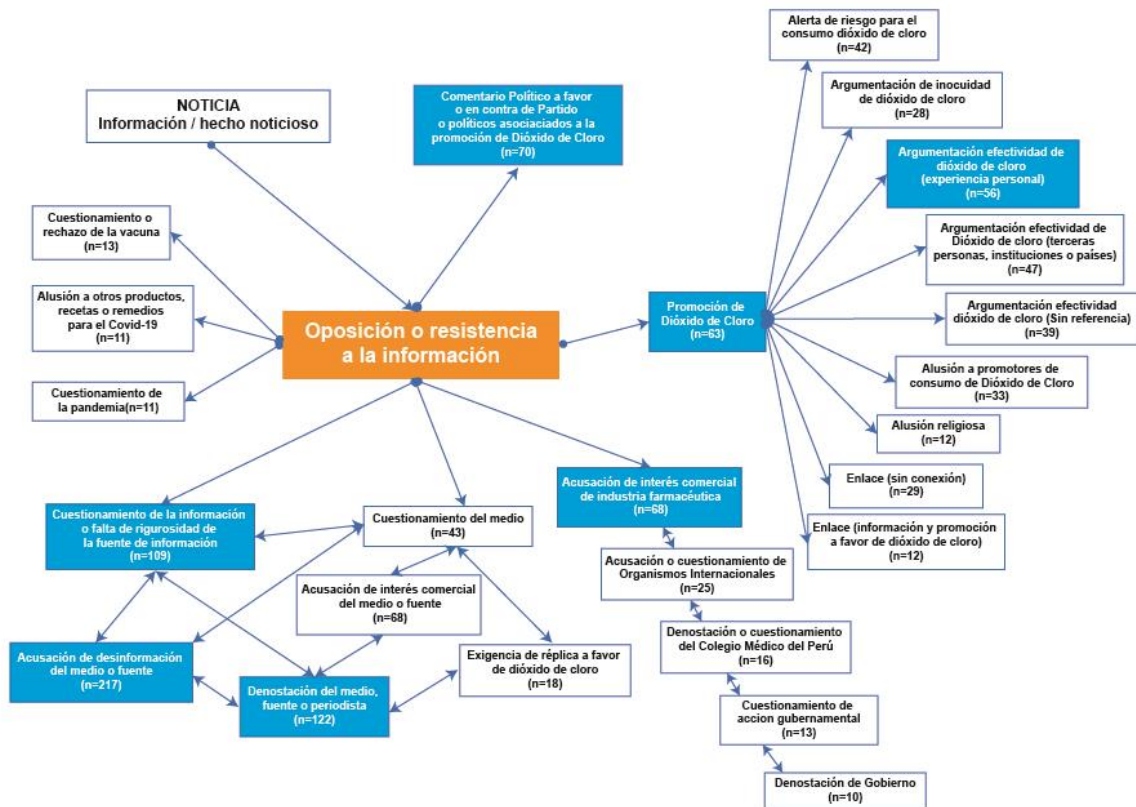 NOTICIA
Información / hecho noticioso
Comentario Político a favor
o en contra de Partido
o políticos asociaciados a la
promoción de Dióxido de Cloro
(n=70)
Alerta de riesgo para el
consumo dióxido de cloro
(n=42)
Argumentación de inocuidad
de dióxido de cloro
(n=28)
Argumentación efectividad de
dióxido de cloro
(experiencia personal)
(n=56)
Argumentación efectividad de
Dióxido de cloro (terceras
personas, instituciones o países)
(n=47)
Argumentación efectividad
dióxido de cloro (Sin referencia)
(n=39)
Alusión a promotores de
consumo de Dióxido de Cloro
(n=33)
Alusión religiosa
(n=12)
Enlace (sin conexión)
(n=29)
Enlace (información y promoción
a favor de dióxido de cloro)
(n=12)
Promoción de
Dióxido de Cloro
(n=63)
Cuestionamiento o
rechazo de la vacuna
(n=13)
Alusión a otros productos,
recetas o remedios
para el Covid-19
(n=11)
Cuestionamiento de
la pandemia(n=11)
Oposición o resistencia
a la información
Cuestionamiento de la información
o falta de rigurosidad de
la fuente de información
(n=109)
Cuestionamiento del medio
(n=43)
Acusación de interés comercial
del medio o fuente
(n=68)
Acusación de desinformación
del medio o fuente
(n=217)
Denostación del medio,
fuente o periodista
(n=122)
Exigencia de réplica a favor
de dióxido de cloro
(n=18)
Acusación de interés comercial
de industria farmacéutica
(n=68)
Acusación o cuestionamiento de
Organismos Internacionales
(n=25)
Denostación o cuestionamiento
del Colegio Médico del Perú
(n=16)
Cuestionamiento de
accion gubernamental
(n=13)
Denostación de Gobierno
(n=10)